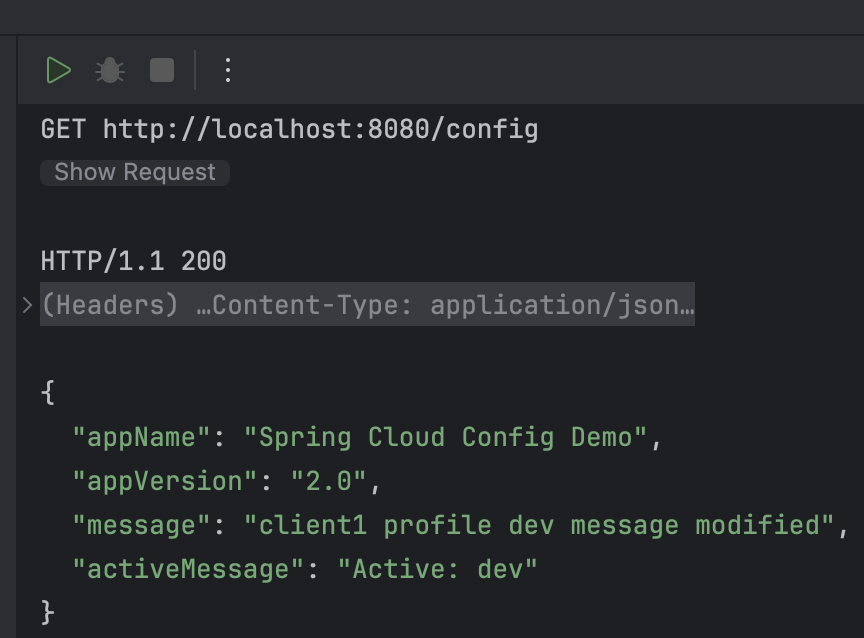 GET http://localhost:8080/config
Show Request
HTTP/1.1 200
(Headers) …Content-Type: application/json…
{
"appName": "Spring Cloud Config Demo",
"appVersion": "2.0",
"message": "client1 profile dev message modified",
"activeMessage": "Active: dev"
}